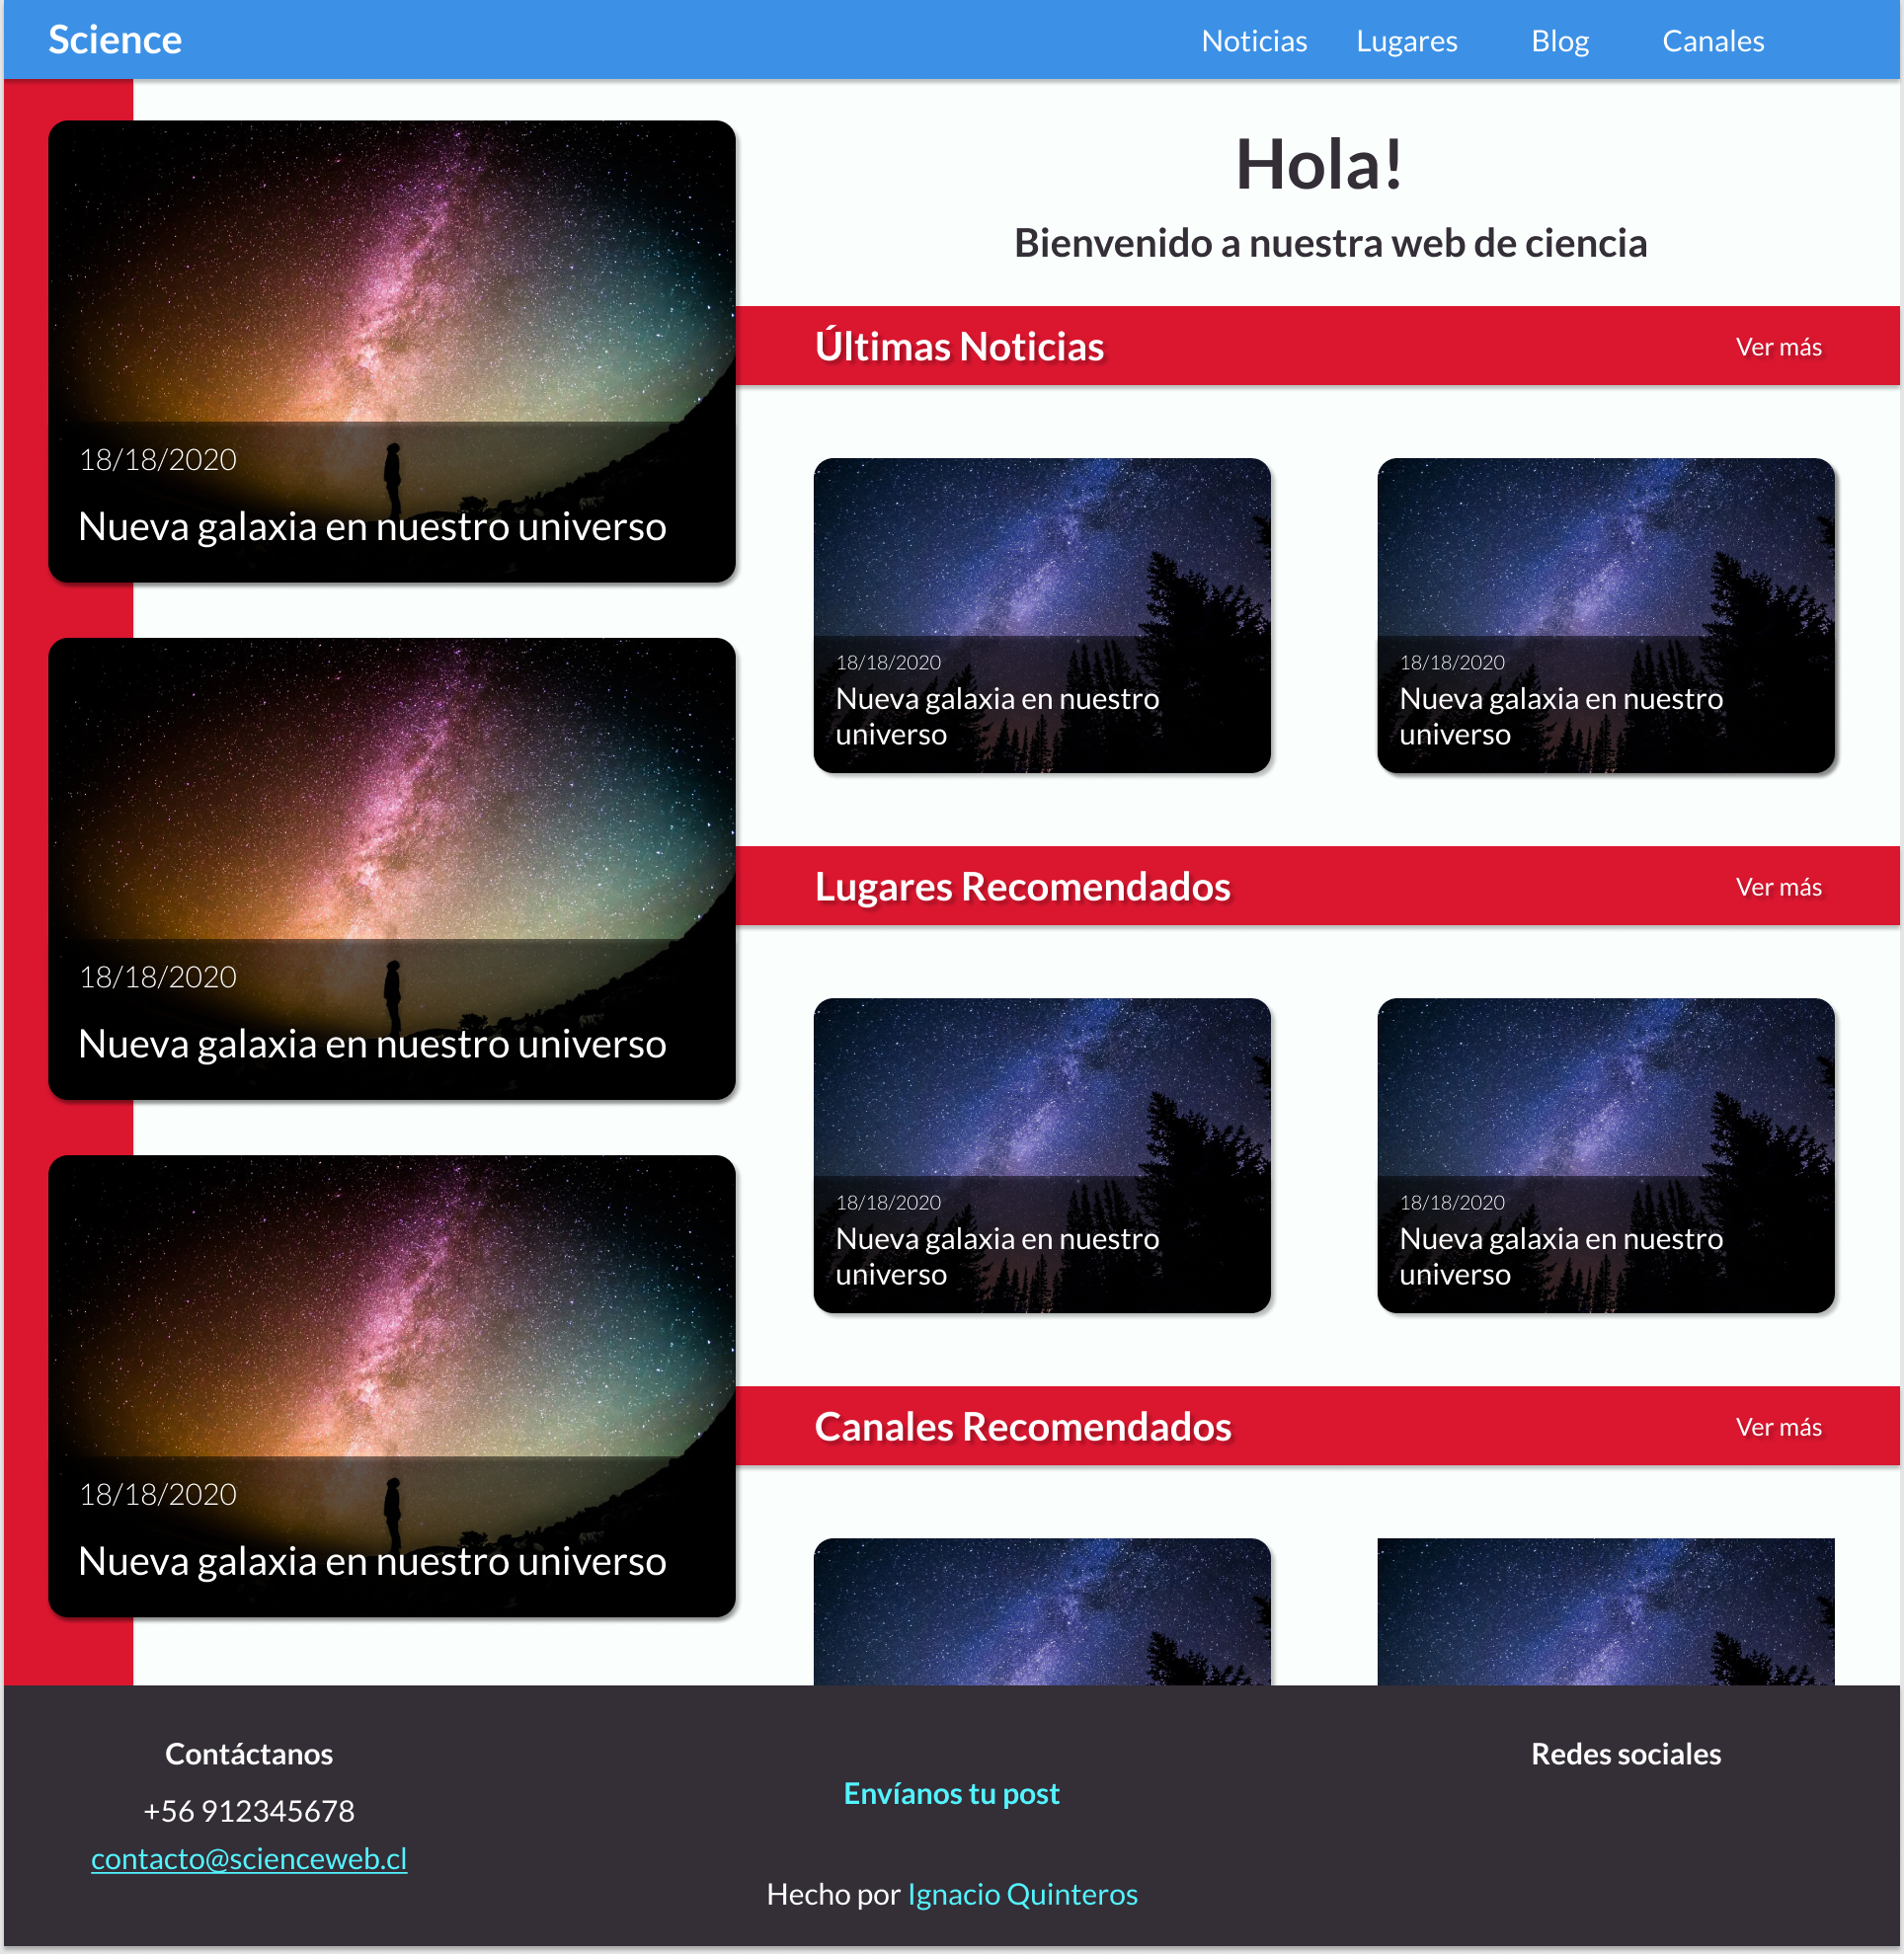 Science
Noticias
Lugares
Blog
Canales
18/18/2020
Nueva galaxia en nuestro universo
18/18/2020
Nueva galaxia en nuestro universo
18/18/2020
Nueva galaxia en nuestro universo
Hola!
Bienvenido a nuestra web de ciencia
Últimas Noticias
Ver más
18/18/2020
Nueva galaxia en nuestro
universo
18/18/2020
Nueva galaxia en nuestro
universo
Lugares Recomendados
Ver más
18/18/2020
Nueva galaxia en nuestro
universo
18/18/2020
Nueva galaxia en nuestro
universo
Canales Recomendados
Ver más
Contáctanos
+56 912345678
contacto@scienceweb.cl
Envíanos tu post
Hecho por Ignacio Quinteros
Redes sociales